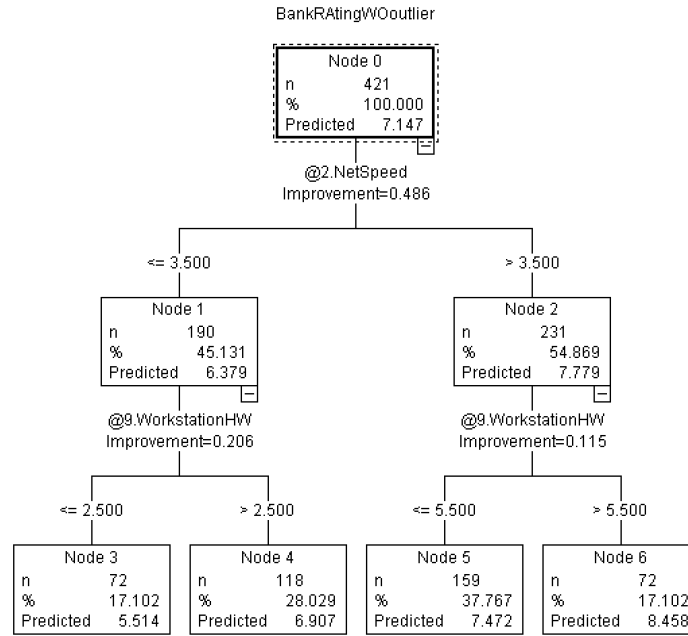 BankRAtingWOoutlier
Node 0
n 421
% 100.000
Predicted 7.147
@2.NetSpeed
Improvement=0.486
<= 3.500
> 3.500
Node 1
n 190
% 45.131
Predicted 6.379
Node 2
n 231
% 54.869
Predicted 7.779
@9.WorkstationHW
Improvement=0.206
@9.WorkstationHW
Improvement=0.115
<= 2.500
> 2.500
<= 5.500
> 5.500
Node 3
n 72
% 17.102
Predicted 5.514
Node 4
n 118
% 28.029
Predicted 6.907
Node 5
n 159
% 37.767
Predicted 7.472
Node 6
n 72
% 17.102
Predicted 8.458